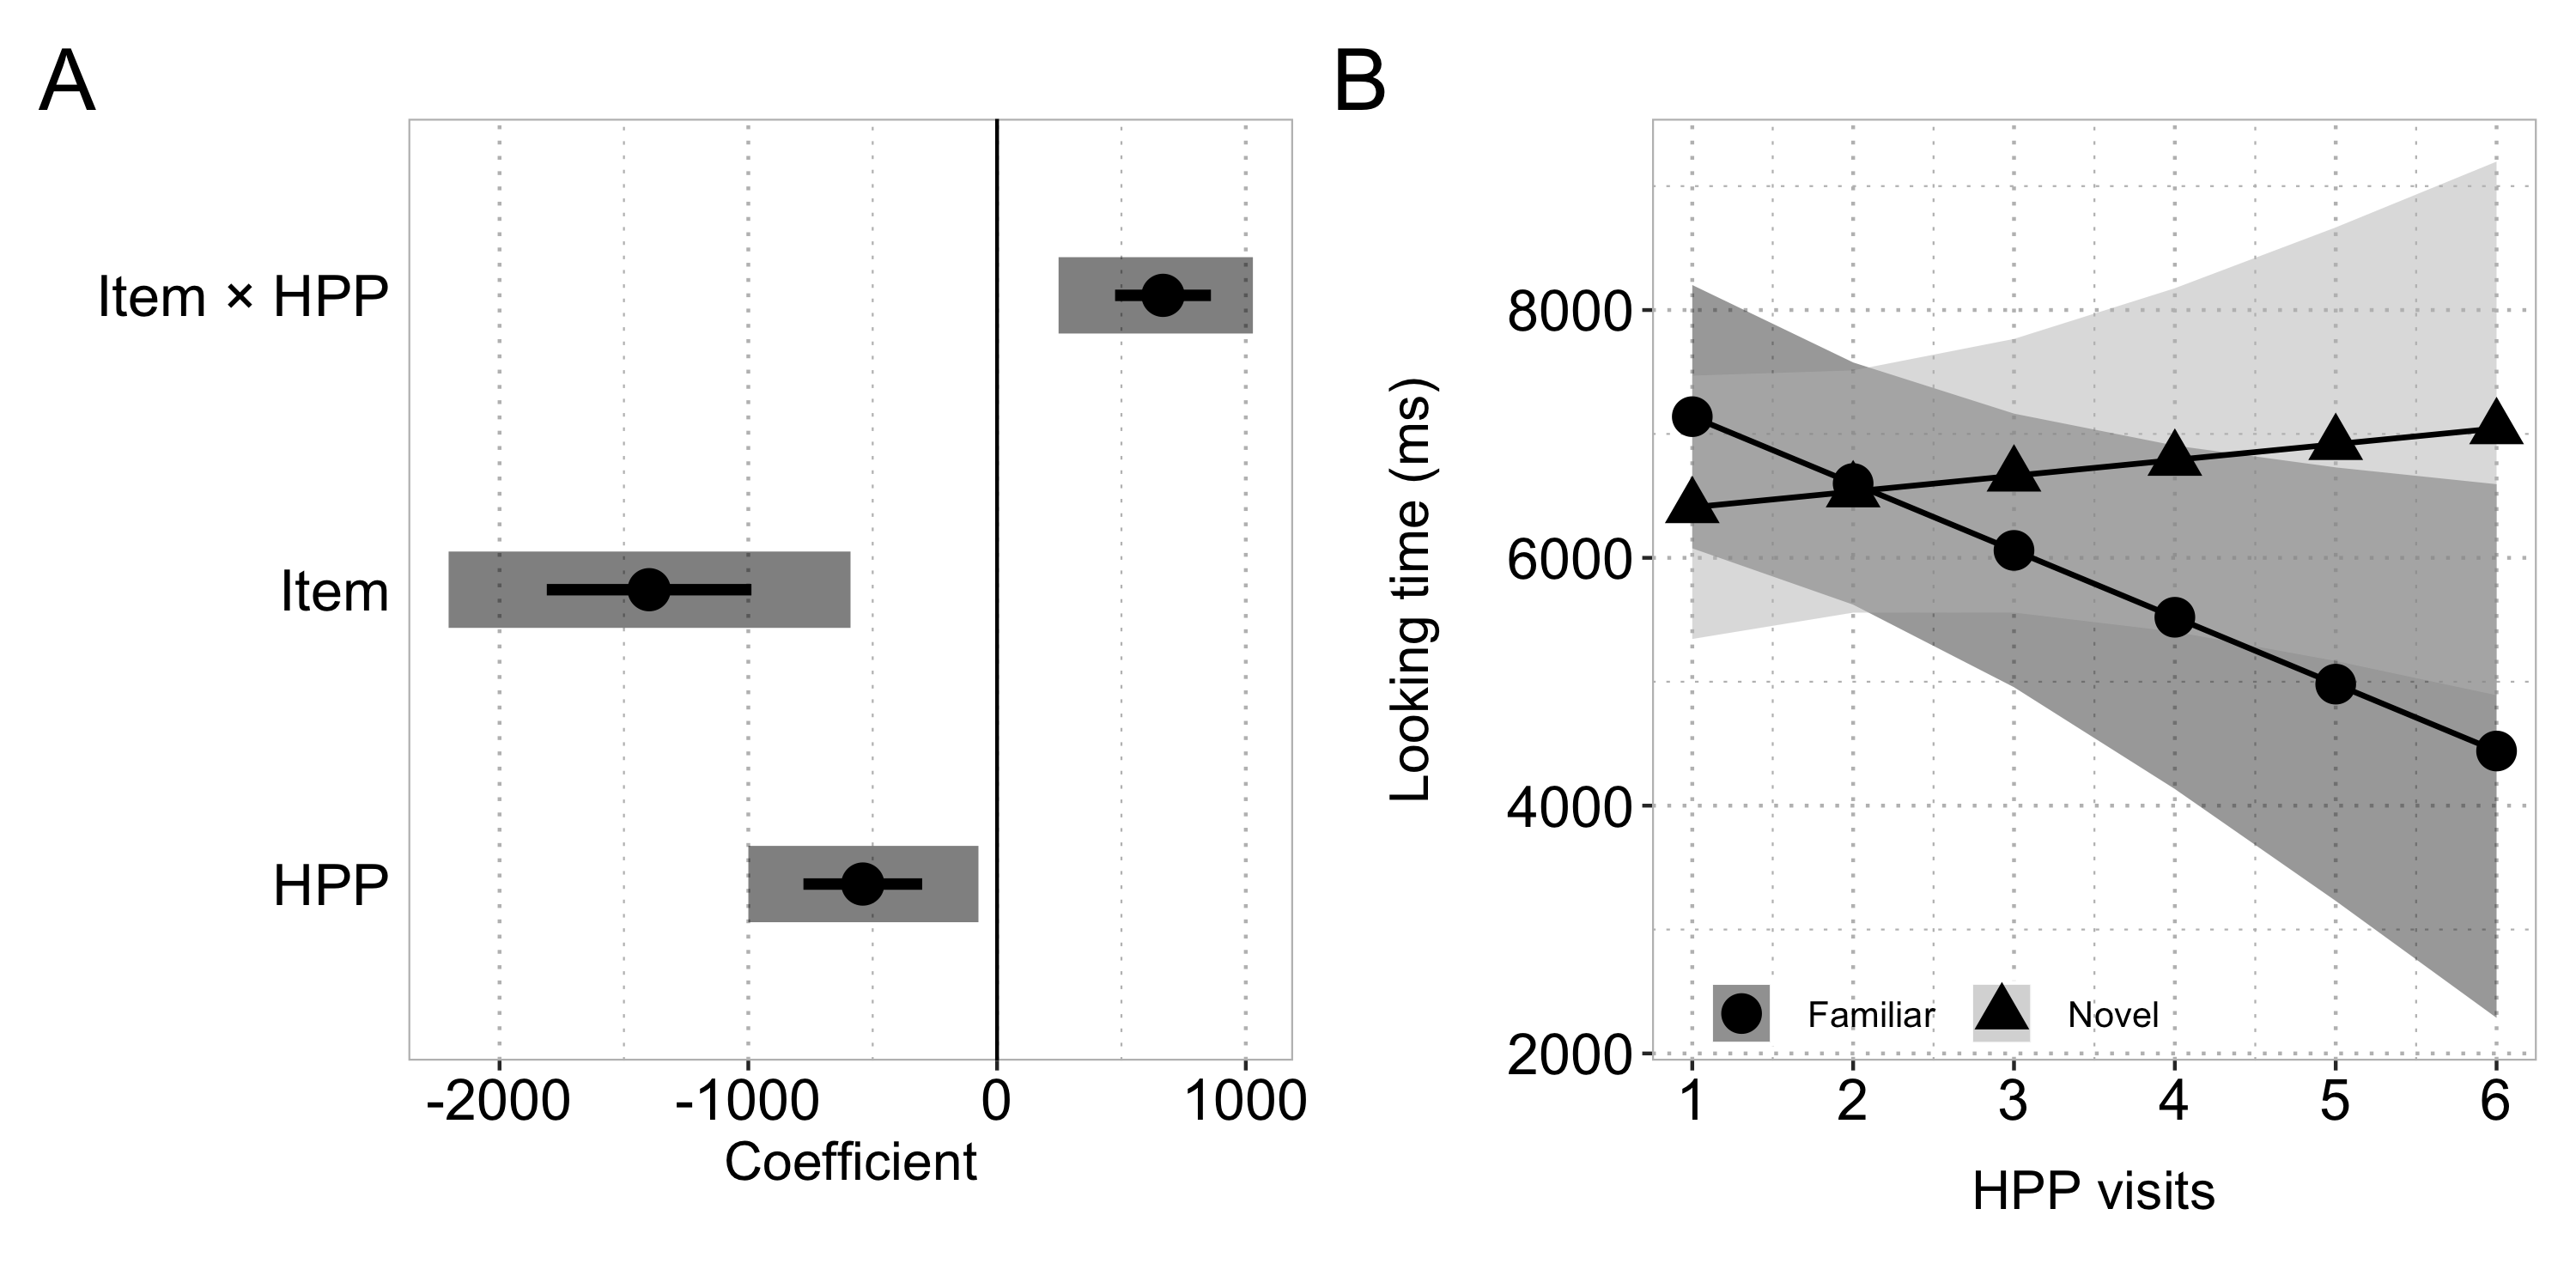 A
Item × HPP
Item
HPP
-2000
-1000
0
1000
Coefficient
B
Looking time (ms)
8000
6000
4000
2000
Familiar
Novel
1
2
3
4
5
6
HPP visits